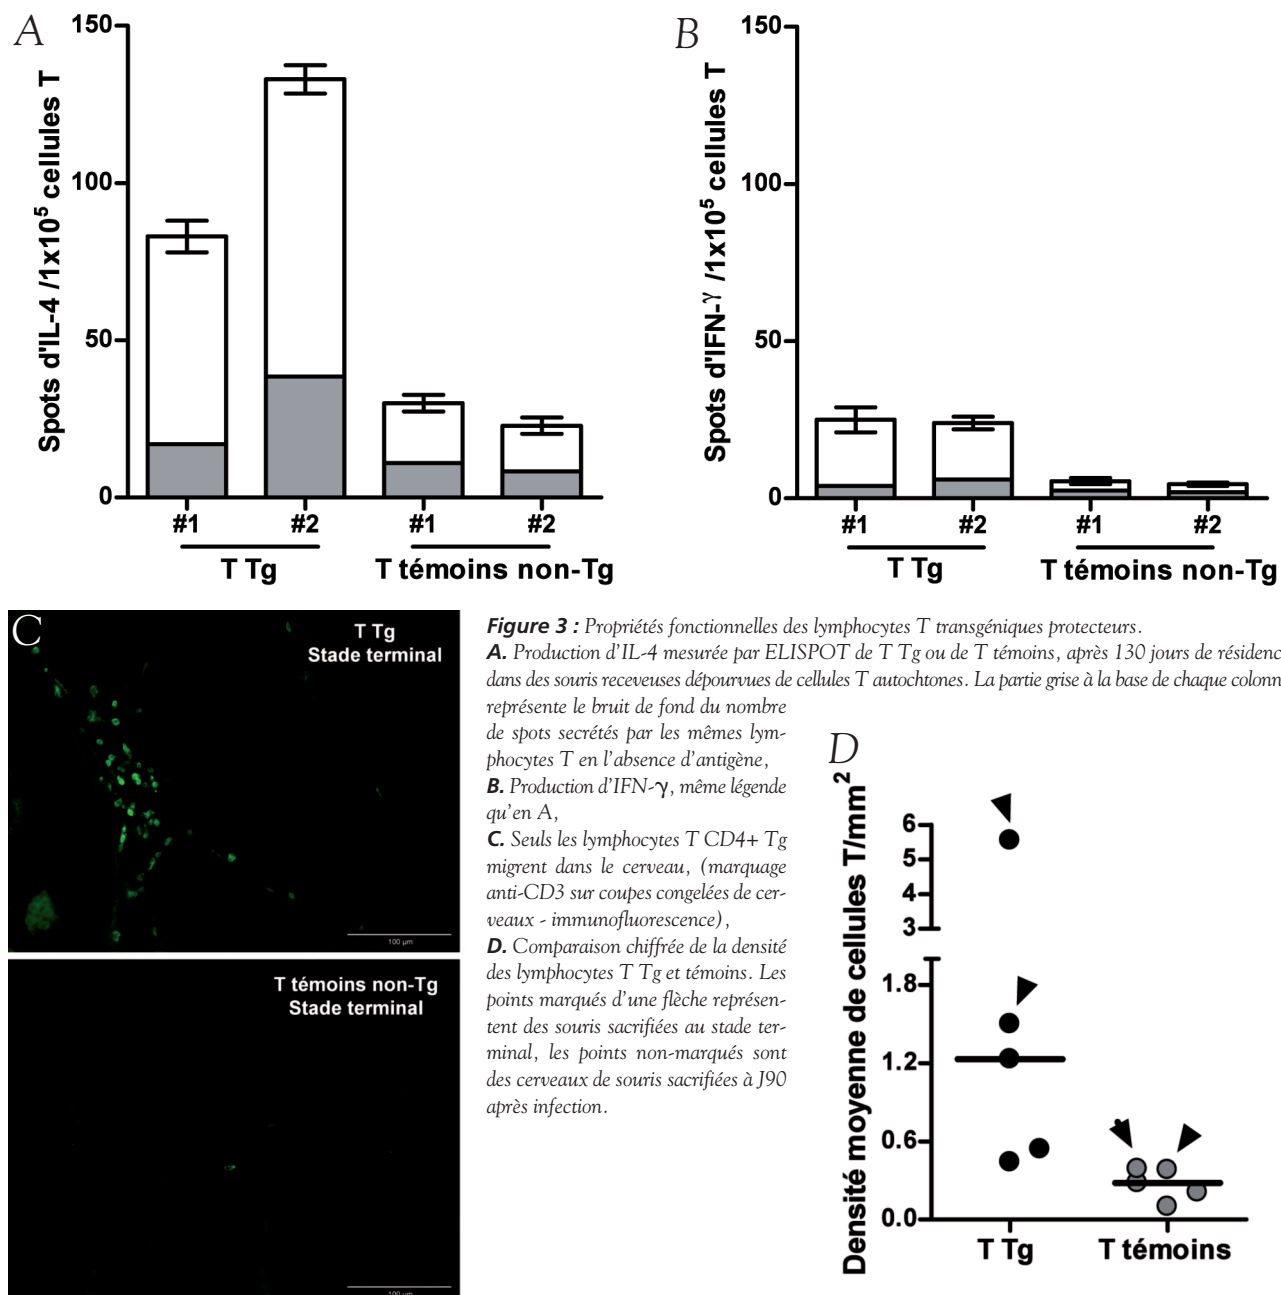 A
150
100
50
0
Spots d'IL-4 /1x10⁵ cellules T
#1
#2
#1
#2
T Tg
T témoins non-Tg
B
150
100
50
0
Spots d'IFN-γ /1x10⁵ cellules T
#1
#2
#1
#2
T Tg
T témoins non-Tg
C
T Tg
Stade terminal
100 µm
T témoins non-Tg
Stade terminal
100 µm
Figure 3 : Propriétés fonctionnelles des lymphocytes T transgéniques protecteurs.
A. Production d'IL-4 mesurée par ELISPOT de T Tg ou de T témoins, après 130 jours de résidenc
dans des souris receveuses dépourvues de cellules T autochtones. La partie grise à la base de chaque colonn
représente le bruit de fond du nombre
de spots secrétés par les mêmes lym-
phocytes T en l'absence d'antigène,
B. Production d'IFN-γ, même légende
qu'en A,
C. Seuls les lymphocytes T CD4+ Tg
migrent dans le cerveau, (marquage
anti-CD3 sur coupes congelées de cer-
veaux - immunofluorescence),
D. Comparaison chiffrée de la densité
des lymphocytes T Tg et témoins. Les
points marqués d'une flèche représen-
tent des souris sacrifiées au stade ter-
minal, les points non-marqués sont
des cerveaux de souris sacrifiées à J90
après infection.
D
Densité moyenne de cellules T/mm²
6
5
4
3
1.8
1.2
0.6
0.0
T Tg
T témoins